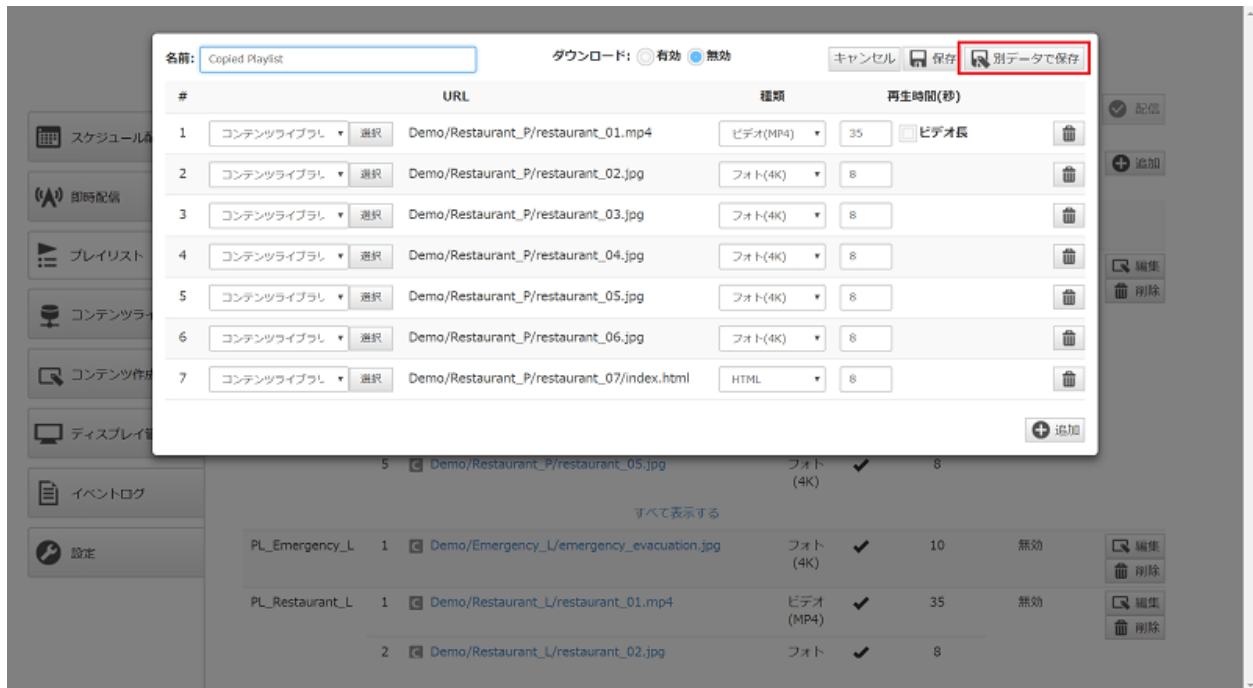 名前: Copied Playlist ダウンロード: 有効 無効 キャンセル 保存 別データで保存
# URL 種類 再生時間(秒)
1 コンテンツライブラリ 選択 Demo/Restaurant_P/restaurant_01.mp4 ビデオ(MP4) 35 ビデオ長
2 コンテンツライブラリ 選択 Demo/Restaurant_P/restaurant_02.jpg フォト(4K) 8
3 コンテンツライブラリ 選択 Demo/Restaurant_P/restaurant_03.jpg フォト(4K) 8
4 コンテンツライブラリ 選択 Demo/Restaurant_P/restaurant_04.jpg フォト(4K) 8
5 コンテンツライブラリ 選択 Demo/Restaurant_P/restaurant_05.jpg フォト(4K) 8
6 コンテンツライブラリ 選択 Demo/Restaurant_P/restaurant_06.jpg フォト(4K) 8
7 コンテンツライブラリ 選択 Demo/Restaurant_P/restaurant_07/index.html HTML 8
追加
配信
追加
編集
削除
スケジュール
即時配信
プレイリスト
コンテンツライ
コンテンツ作成
ディスプレイ
イベントログ
設定
5 Demo/Restaurant_P/restaurant_05.jpg フォト 8
(4K)
すべて表示する
PL_Emergency_L 1 Demo/Emergency_L/emergency_evacuation.jpg フォト 10 無効 編集
(4K) 削除
PL_Restaurant_L 1 Demo/Restaurant_L/restaurant_01.mp4 ビデオ 35 無効 編集
(MP4) 削除
2 Demo/Restaurant_L/restaurant_02.jpg フォト 8